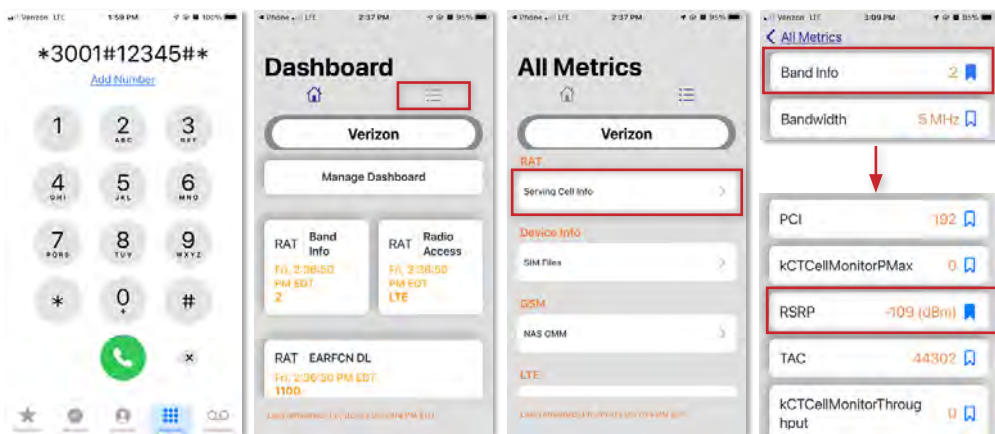 Verizon LTE 1:59 PM 100%
*3001#12345#*
Add Number
1
2
ABC
3
DEF
4
GHI
5
JKL
6
MNO
7
PQRS
8
TUV
9
WXYZ
*
0
+
#
Phone LTE 2:37 PM 95%
Dashboard
Verizon
Manage Dashboard
RAT Band Info
Fri, 2:36:50
PM EDT
2
RAT Radio Access
Fri, 2:36:50
PM EDT
LTE
RAT EARFCN DL
Fri, 2:36:50 PM EDT
1100
Phone LTE 2:37 PM 95%
All Metrics
Verizon
RAT
Serving Cell Info
Device Info
SIM Files
GSM
NAS GMM
LTE
Verizon LTE 3:09 PM 95%
All Metrics
Band Info 2
Bandwidth 5 MHz
PCI 192
kCTCellMonitorPMax 0
RSRP -109 (dBm)
TAC 44302
kCTCellMonitorThroug
hput 0